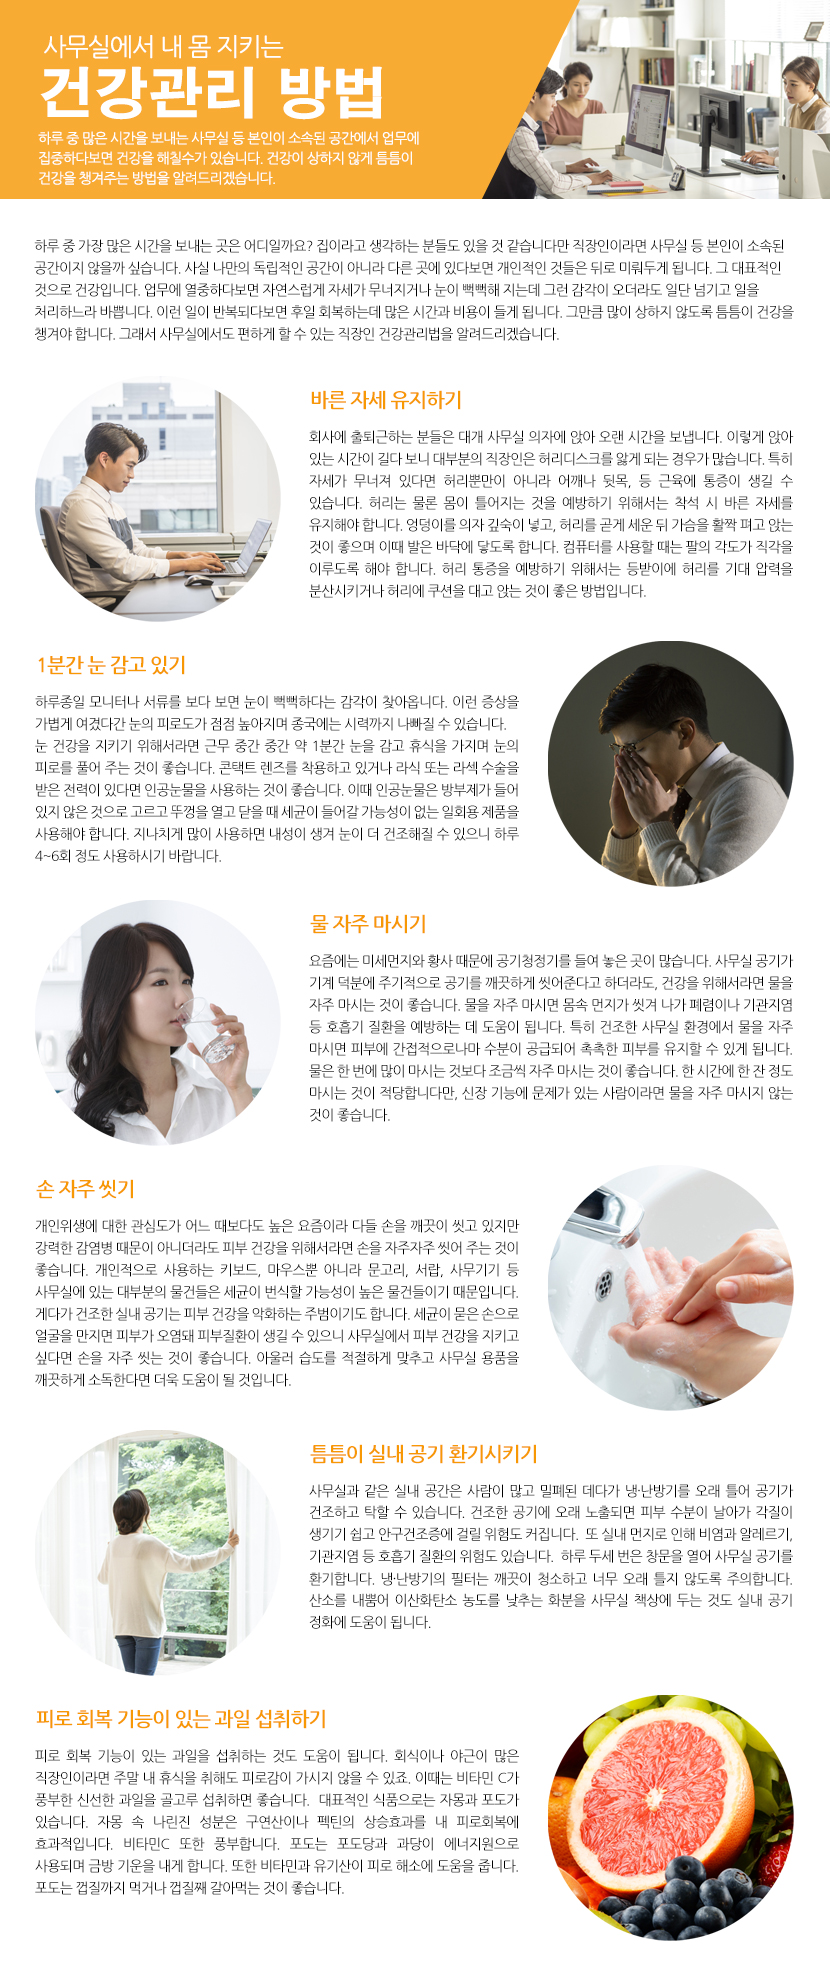 사무실에서 내 몸 지키는
건강관리 방법
하루 중 많은 시간을 보내는 사무실 등 본인이 소속된 공간에서 업무에
집중하다보면 건강을 해칠수가 있습니다. 건강이 상하지 않게 틈틈이
건강을 챙겨주는 방법을 알려드리겠습니다.
하루 중 가장 많은 시간을 보내는 곳은 어디일까요? 집이라고 생각하는 분들도 있을 것 같습니다만 직장인이라면 사무실 등 본인이 소속된
공간이지 않을까 싶습니다. 사실 나만의 독립적인 공간이 아니라 다른 곳에 있다보면 개인적인 것들은 뒤로 미뤄두게 됩니다. 그 대표적인
것으로 건강입니다. 업무에 열중하다보면 자연스럽게 자세가 무너지거나 눈이 뻑뻑해 지는데 그런 감각이 오더라도 일단 넘기고 일을
처리하느라 바쁩니다. 이런 일이 반복되다보면 후일 회복하는데 많은 시간과 비용이 들게 됩니다. 그만큼 많이 상하지 않도록 틈틈이 건강을
챙겨야 합니다. 그래서 사무실에서도 편하게 할 수 있는 직장인 건강관리법을 알려드리겠습니다.
바른 자세 유지하기
회사에 출퇴근하는 분들은 대개 사무실 의자에 앉아 오랜 시간을 보냅니다. 이렇게 앉아
있는 시간이 길다 보니 대부분의 직장인은 허리디스크를 앓게 되는 경우가 많습니다. 특히
자세가 무너져 있다면 허리뿐만이 아니라 어깨나 뒷목, 등 근육에 통증이 생길 수
있습니다. 허리는 물론 몸이 틀어지는 것을 예방하기 위해서는 착석 시 바른 자세를
유지해야 합니다. 엉덩이를 의자 깊숙이 넣고, 허리를 곧게 세운 뒤 가슴을 활짝 펴고 앉는
것이 좋으며 이때 발은 바닥에 닿도록 합니다. 컴퓨터를 사용할 때는 팔의 각도가 직각을
이루도록 해야 합니다. 허리 통증을 예방하기 위해서는 등받이에 허리를 기대 압력을
분산시키거나 허리에 쿠션을 대고 앉는 것이 좋은 방법입니다.
1분간 눈 감고 있기
하루종일 모니터나 서류를 보다 보면 눈이 뻑뻑하다는 감각이 찾아옵니다. 이런 증상을
가볍게 여겼다간 눈의 피로도가 점점 높아지며 종국에는 시력까지 나빠질 수 있습니다.
눈 건강을 지키기 위해서라면 근무 중간 중간 약 1분간 눈을 감고 휴식을 가지며 눈의
피로를 풀어 주는 것이 좋습니다. 콘택트 렌즈를 착용하고 있거나 라식 또는 라섹 수술을
받은 전력이 있다면 인공눈물을 사용하는 것이 좋습니다. 이때 인공눈물은 방부제가 들어
있지 않은 것으로 고르고 뚜껑을 열고 닫을 때 세균이 들어갈 가능성이 없는 일회용 제품을
사용해야 합니다. 지나치게 많이 사용하면 내성이 생겨 눈이 더 건조해질 수 있으니 하루
4~6회 정도 사용하시기 바랍니다.
물 자주 마시기
요즘에는 미세먼지와 황사 때문에 공기청정기를 들여 놓은 곳이 많습니다. 사무실 공기가
기계 덕분에 주기적으로 공기를 깨끗하게 씻어준다고 하더라도, 건강을 위해서라면 물을
자주 마시는 것이 좋습니다. 물을 자주 마시면 몸속 먼지가 씻겨 나가 폐렴이나 기관지염
등 호흡기 질환을 예방하는 데 도움이 됩니다. 특히 건조한 사무실 환경에서 물을 자주
마시면 피부에 간접적으로나마 수분이 공급되어 촉촉한 피부를 유지할 수 있게 됩니다.
물은 한 번에 많이 마시는 것보다 조금씩 자주 마시는 것이 좋습니다. 한 시간에 한 잔 정도
마시는 것이 적당합니다만, 신장 기능에 문제가 있는 사람이라면 물을 자주 마시지 않는
것이 좋습니다.
손 자주 씻기
개인위생에 대한 관심도가 어느 때보다도 높은 요즘이라 다들 손을 깨끗이 씻고 있지만
강력한 감염병 때문이 아니더라도 피부 건강을 위해서라면 손을 자주자주 씻어 주는 것이
좋습니다. 개인적으로 사용하는 키보드, 마우스뿐 아니라 문고리, 서랍, 사무기기 등
사무실에 있는 대부분의 물건들은 세균이 번식할 가능성이 높은 물건들이기 때문입니다.
게다가 건조한 실내 공기는 피부 건강을 악화하는 주범이기도 합니다. 세균이 묻은 손으로
얼굴을 만지면 피부가 오염돼 피부질환이 생길 수 있으니 사무실에서 피부 건강을 지키고
싶다면 손을 자주 씻는 것이 좋습니다. 아울러 습도를 적절하게 맞추고 사무실 용품을
깨끗하게 소독한다면 더욱 도움이 될 것입니다.
틈틈이 실내 공기 환기시키기
사무실과 같은 실내 공간은 사람이 많고 밀폐된 데다가 냉·난방기를 오래 틀어 공기가
건조하고 탁할 수 있습니다. 건조한 공기에 오래 노출되면 피부 수분이 날아가 각질이
생기기 쉽고 안구건조증에 걸릴 위험도 커집니다. 또 실내 먼지로 인해 비염과 알레르기,
기관지염 등 호흡기 질환의 위험도 있습니다. 하루 두세 번은 창문을 열어 사무실 공기를
환기합니다. 냉·난방기의 필터는 깨끗이 청소하고 너무 오래 틀지 않도록 주의합니다.
산소를 내뿜어 이산화탄소 농도를 낮추는 화분을 사무실 책상에 두는 것도 실내 공기
정화에 도움이 됩니다.
피로 회복 기능이 있는 과일 섭취하기
피로 회복 기능이 있는 과일을 섭취하는 것도 도움이 됩니다. 회식이나 야근이 많은
직장인이라면 주말 내 휴식을 취해도 피로감이 가시지 않을 수 있죠. 이때는 비타민 C가
풍부한 신선한 과일을 골고루 섭취하면 좋습니다. 대표적인 식품으로는 자몽과 포도가
있습니다. 자몽 속 나린진 성분은 구연산이나 펙틴의 상승효과를 내 피로회복에
효과적입니다. 비타민C 또한 풍부합니다. 포도는 포도당과 과당이 에너지원으로
사용되며 금방 기운을 내게 합니다. 또한 비타민과 유기산이 피로 해소에 도움을 줍니다.
포도는 껍질까지 먹거나 껍질째 갈아먹는 것이 좋습니다.